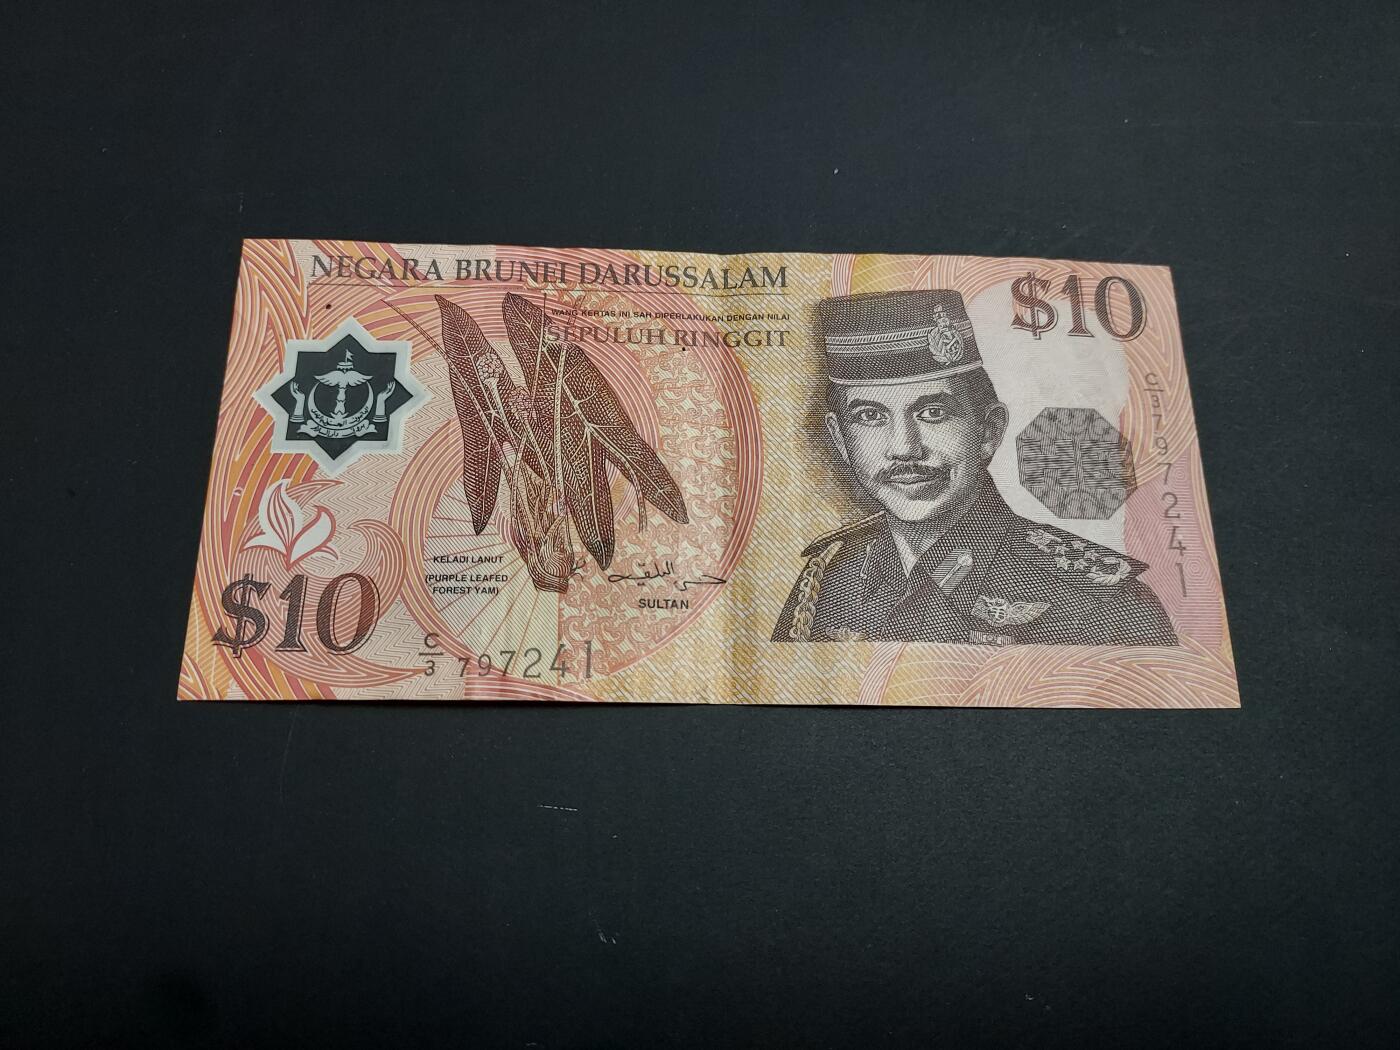 NEGARA BRUNEI DARUSSALAM
$10
WANG KERTAS INI SAH DIPERLAKUKAN DENGAN NILAI
SEPULUH RINGGIT
C/3 797241
KELADI LANUT
(PURPLE LEAFED
FOREST YAM)
SULTAN
$10
C/3 797241